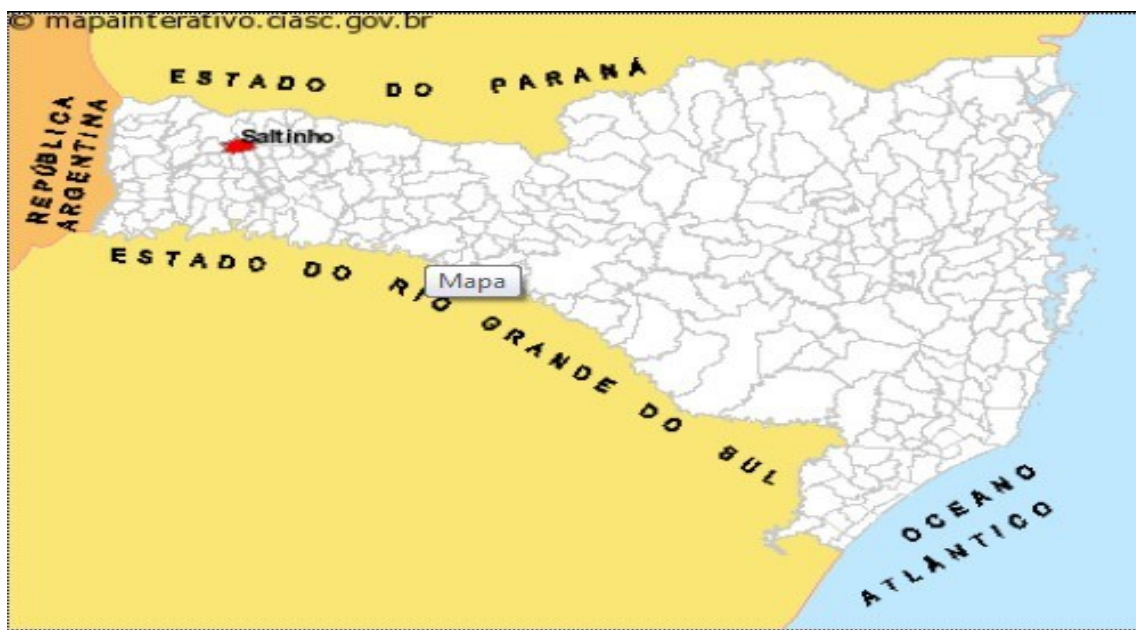 © mapainterativo.ciasc.gov.br
ESTADO DO PARANÁ
REPÚBLICA
ARGENTINA
Saltinho
ESTADO DO RIO GRANDE DO SUL
Mapa
OCEANO
ATLÂNTICO